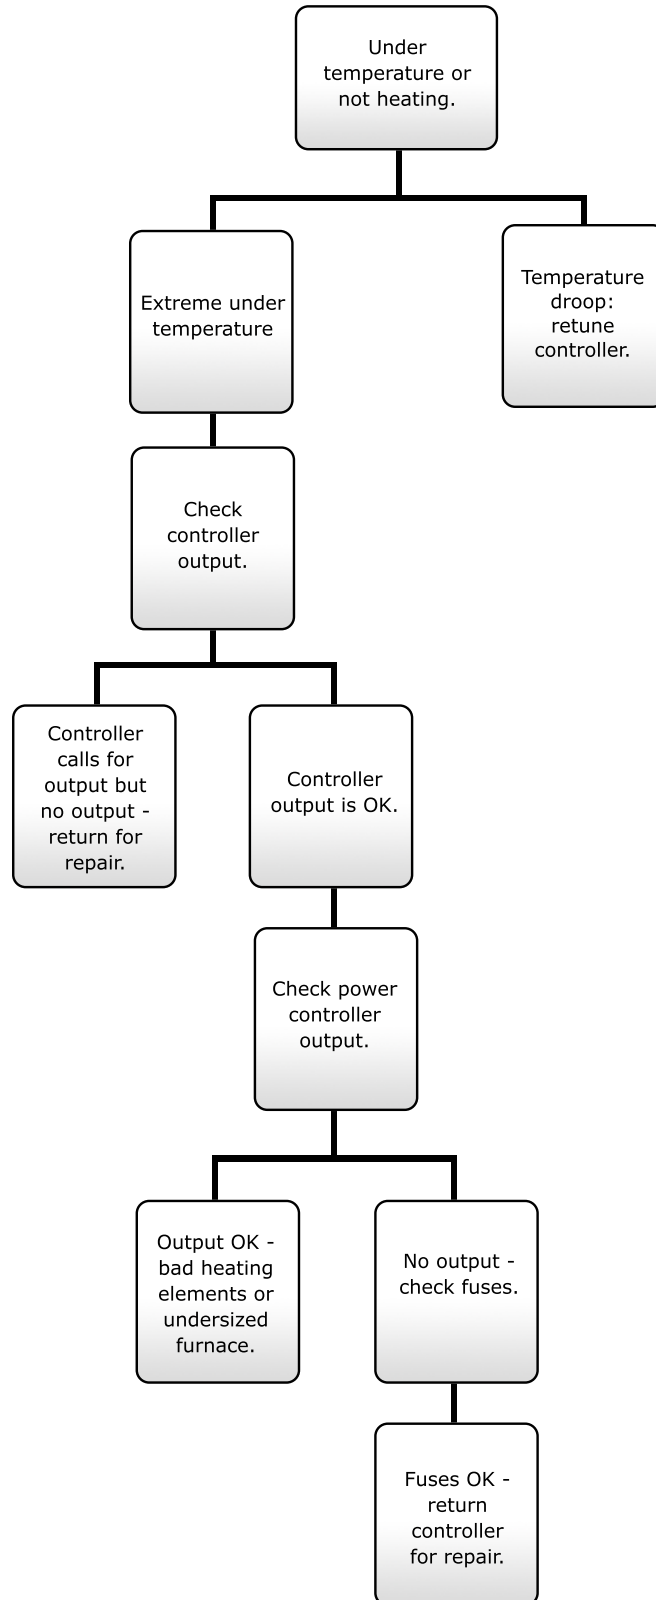 Under
temperature or
not heating.
Extreme under
temperature
Temperature
droop:
retune
controller.
Check
controller
output.
Controller
calls for
output but
no output -
return for
repair.
Controller
output is OK.
Check power
controller
output.
Output OK -
bad heating
elements or
undersized
furnace.
No output -
check fuses.
Fuses OK -
return
controller
for repair.